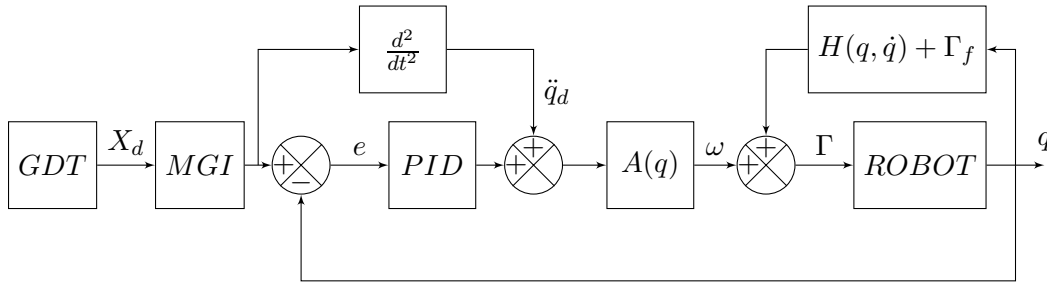 d²/dt²
H(q, q̇) + Γ_f
q̈_d
GDT
X_d
MGI
+
−
e
PID
+
+
A(q)
ω
+
+
Γ
ROBOT
q